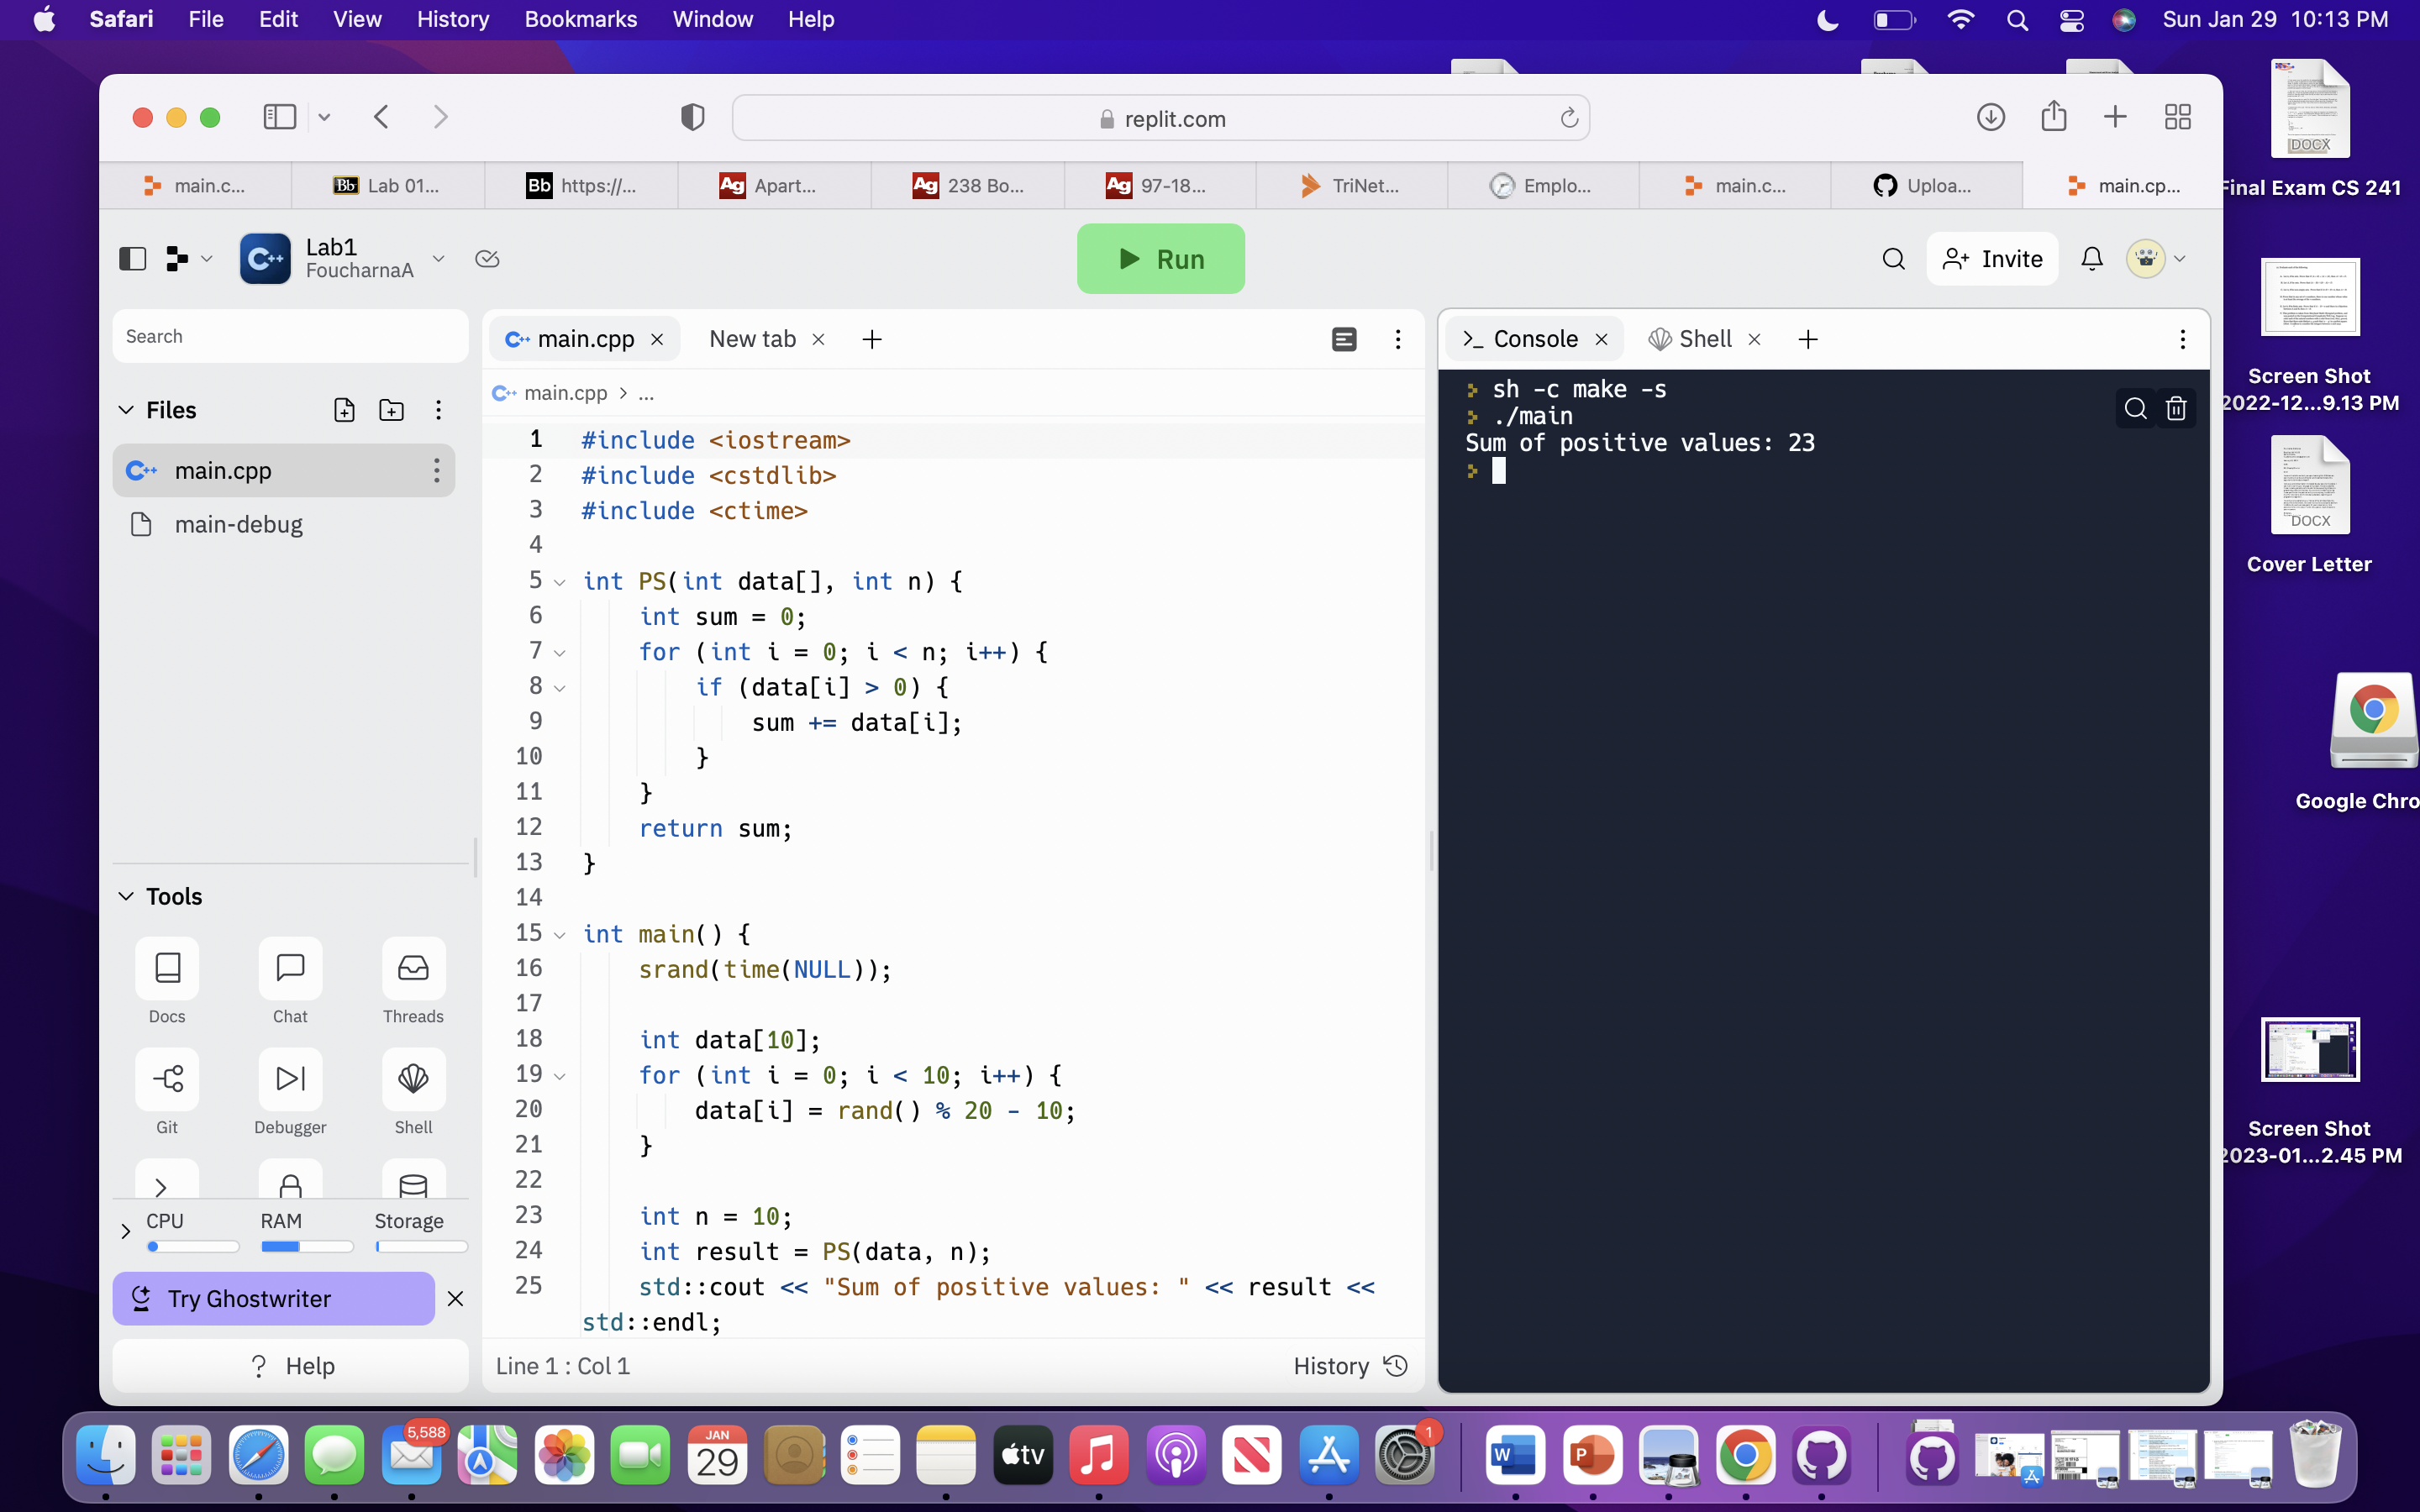 Safari File Edit View History Bookmarks Window Help Sun Jan 29 10:13 PM
replit.com
main.c... Lab 01... https://... Apart... 238 Bo... 97-18... TriNet... Emplo... main.c... Uploa... main.cp...
Lab1
FoucharnaA
Run
Invite
Search
Files
main.cpp
main-debug
Tools
Docs Chat Threads
Git Debugger Shell
CPU RAM Storage
Try Ghostwriter
? Help
main.cpp New tab
main.cpp > ...
1 #include <iostream>
2 #include <cstdlib>
3 #include <ctime>
4
5 int PS(int data[], int n) {
6 int sum = 0;
7 for (int i = 0; i < n; i++) {
8 if (data[i] > 0) {
9 sum += data[i];
10 }
11 }
12 return sum;
13 }
14
15 int main() {
16 srand(time(NULL));
17
18 int data[10];
19 for (int i = 0; i < 10; i++) {
20 data[i] = rand() % 20 - 10;
21 }
22
23 int n = 10;
24 int result = PS(data, n);
25 std::cout << "Sum of positive values: " << result <<
std::endl;
Line 1 : Col 1 History
>_ Console Shell
sh -c make -s
./main
Sum of positive values: 23
DOCX
Final Exam CS 241
Screen Shot
2022-12...9.13 PM
DOCX
Cover Letter
Google Chro
Screen Shot
2023-01...2.45 PM
5,588
JAN
29
tv
1
W
P